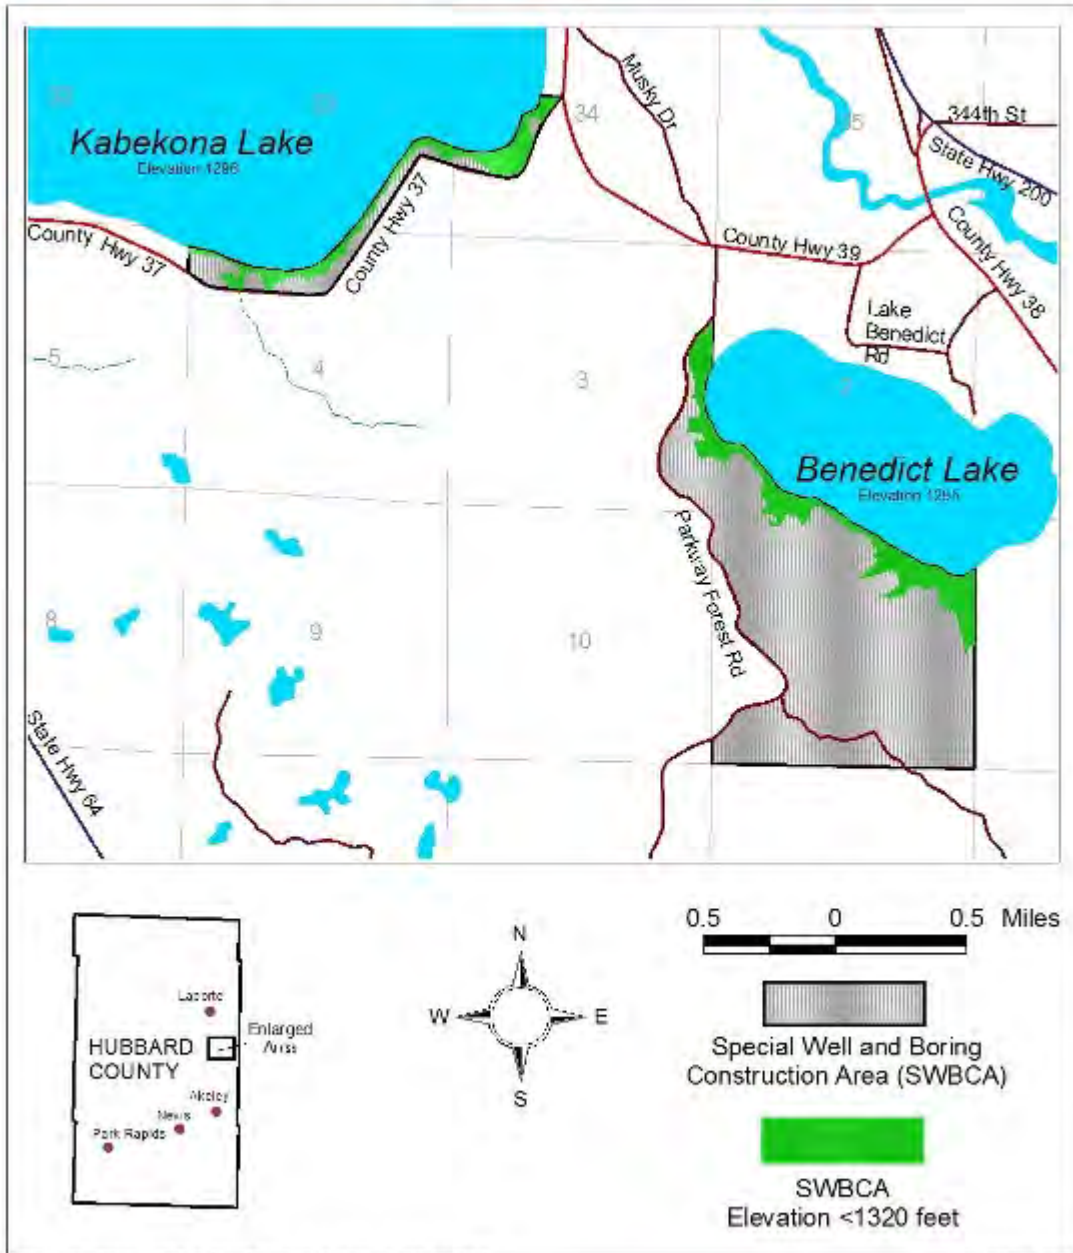 Kabekona Lake
Elevation 1296
34
Musky Dr
344th St
State Hwy 200
County Hwy 37
County Hwy 37
County Hwy 39
County Hwy 38
Lake
Benedict
Rd
5
4
3
2
Benedict Lake
Parkway Forest Rd
8
9
10
State Hwy 64
Laporte
HUBBARD
COUNTY
Enlarged
Area
Akeley
Nevis
Park Rapids
N
W
E
S
0.5 0 0.5 Miles
Special Well and Boring
Construction Area (SWBCA)
SWBCA
Elevation <1320 feet